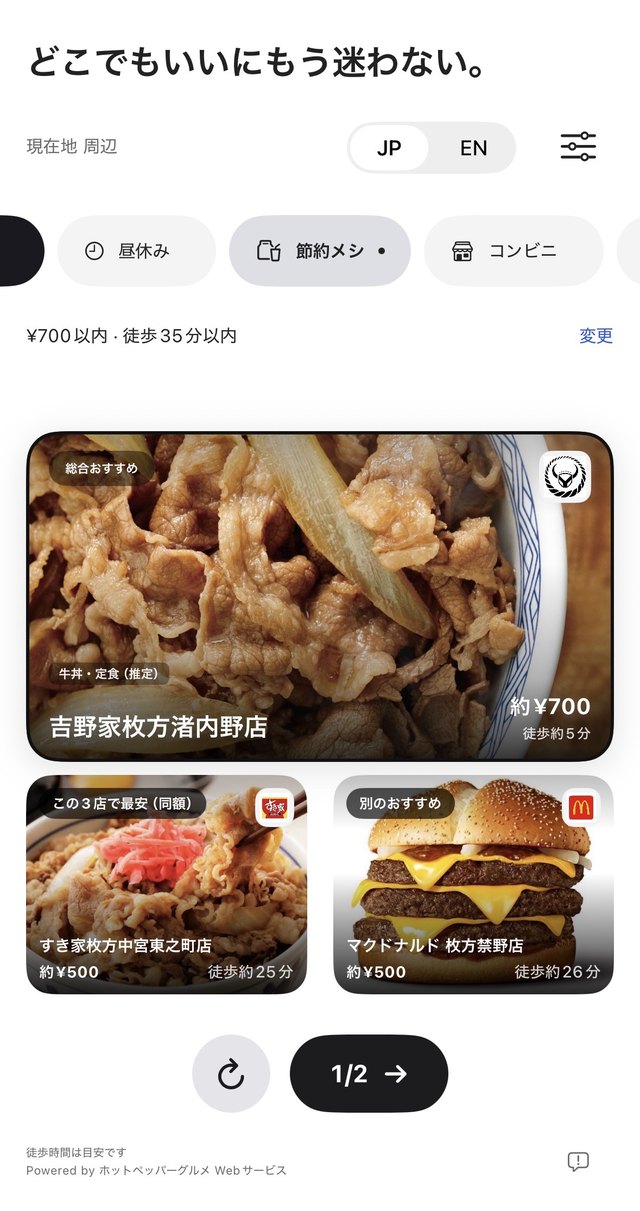 どこでもいいにもう迷わない。
現在地 周辺
JP EN
昼休み 節約メシ • コンビニ
¥700以内 · 徒歩35分以内 変更
総合おすすめ
牛丼・定食 (推定)
吉野家枚方渚内野店
約¥700
徒歩約5分
この3店で最安 (同額)
すき家
すき家枚方中宮東之町店
約¥500 徒歩約25分
別のおすすめ
マクドナルド 枚方禁野店
約¥500 徒歩約26分
1/2 →
徒歩時間は目安です
Powered by ホットペッパーグルメ Webサービス